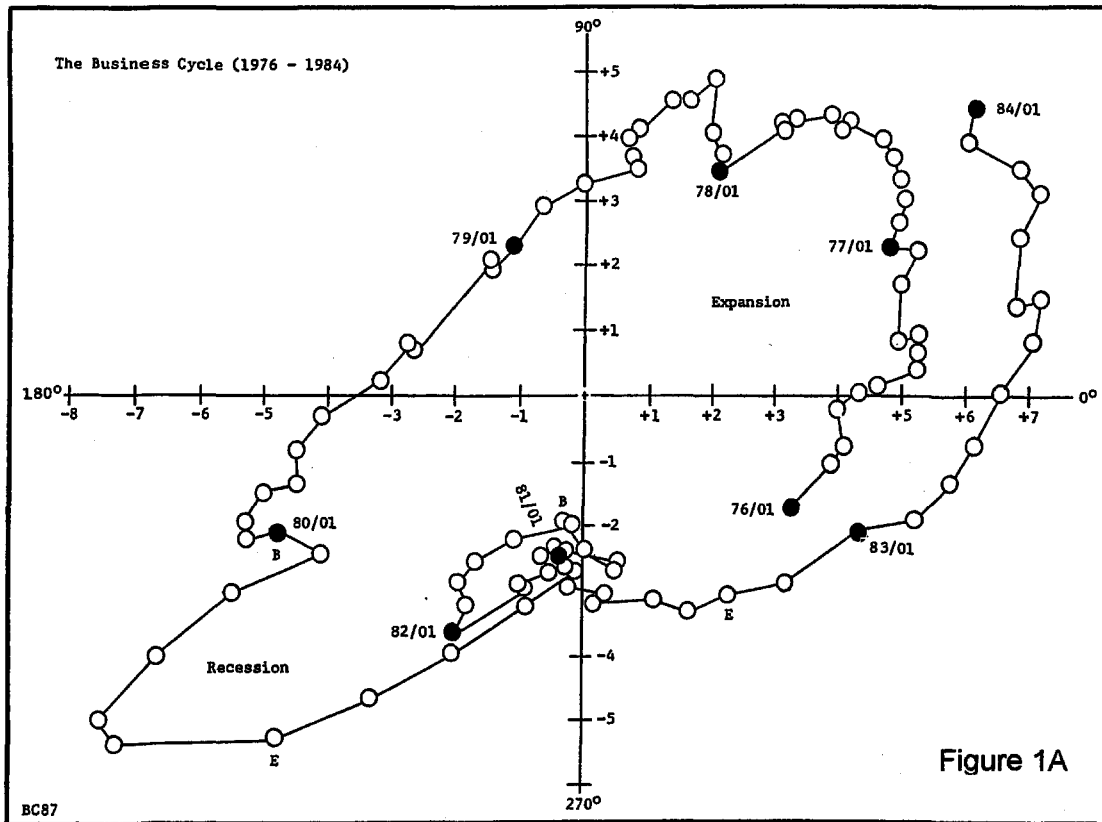 90°
The Business Cycle (1976 - 1984)
+5
84/01
+4
78/01
+3
79/01
77/01
+2
Expansion
+1
180°
-8 -7 -6 -5 -4 -3 -2 -1 +1 +2 +3 +4 +5 +6 +7
0°
-1
81/01
B
76/01
80/01
-2
B
83/01
E
82/01
Recession
-4
-5
E
Figure 1A
BC87
270°